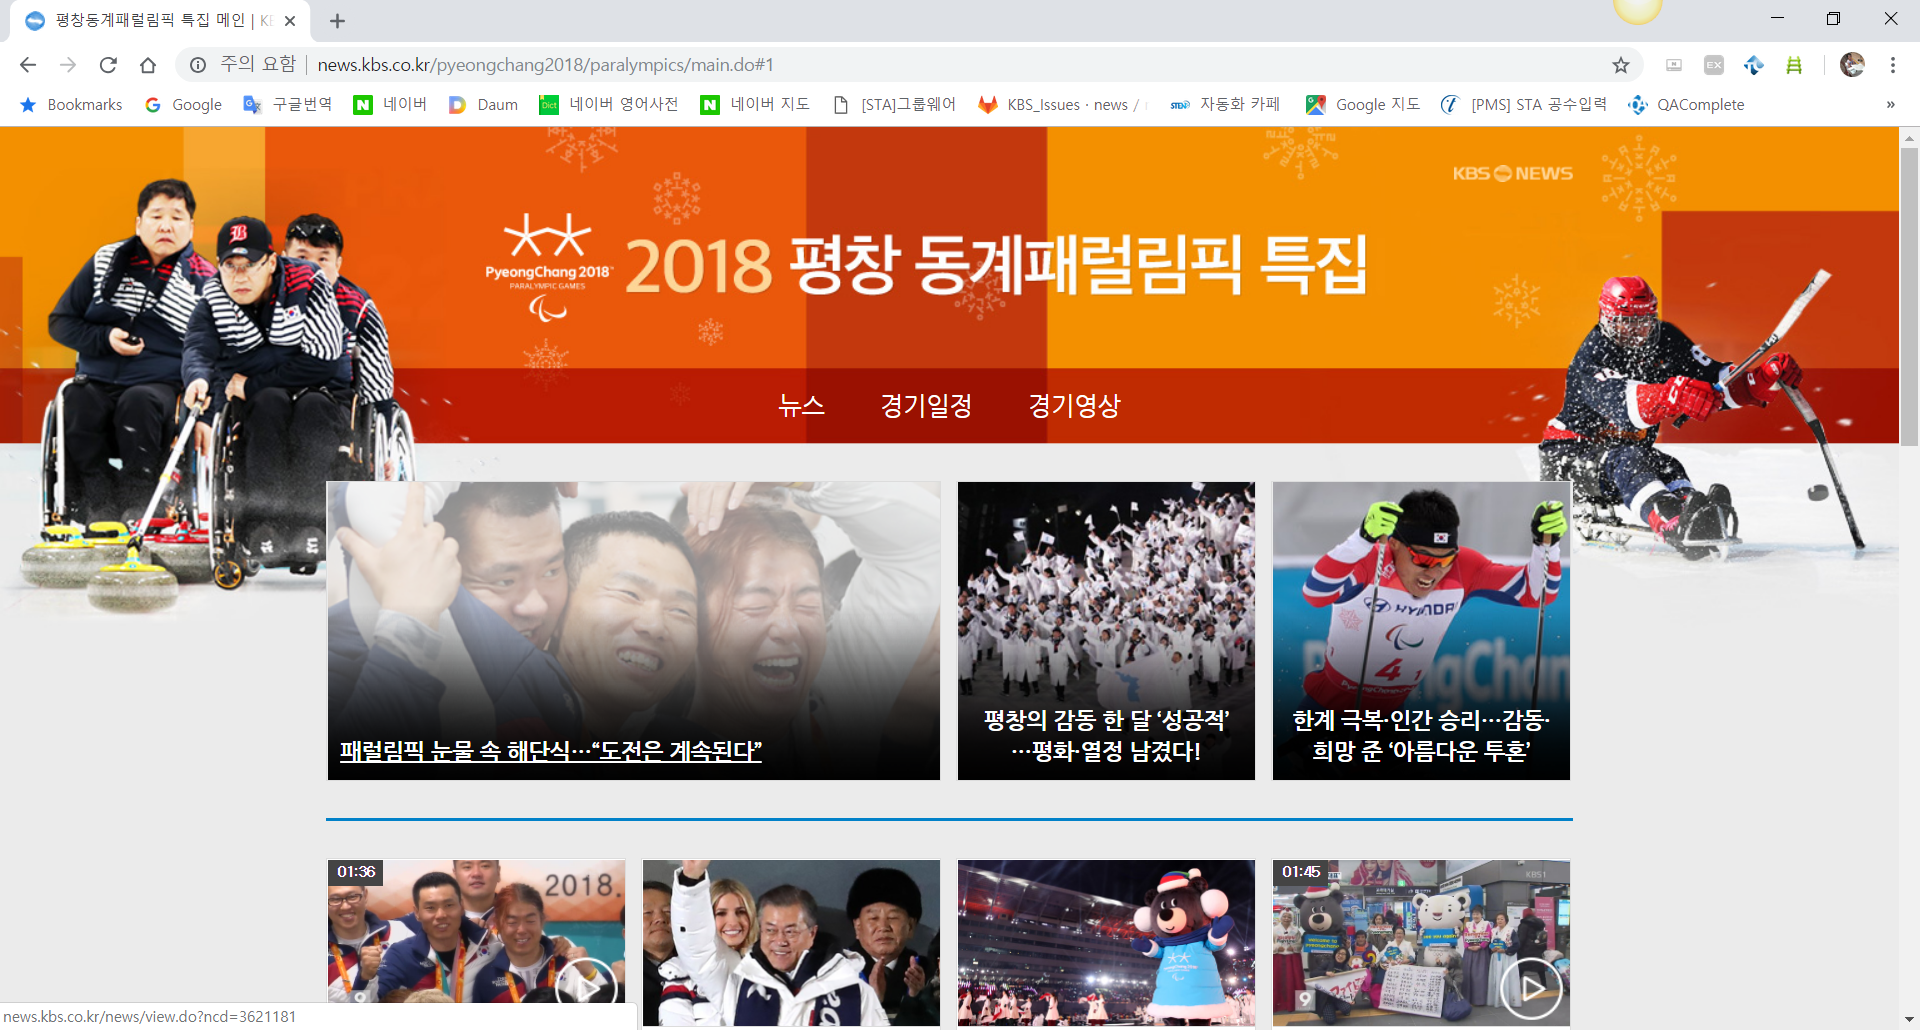 평창동계패럴림픽 특집 메인 | KB
주의 요함
news.kbs.co.kr/pyeongchang2018/paralympics/main.do#1
EX
Bookmarks
Google
구글번역
네이버
Daum
네이버 영어사전
네이버 지도
[STA]그룹웨어
KBS_Issues · news /
자동화 카페
Google 지도
[PMS] STA 공수입력
QAComplete
»
KBS NEWS
PyeongChang 2018™
PARALYMPIC GAMES
2018 평창 동계패럴림픽 특집
뉴스
경기일정
경기영상
패럴림픽 눈물 속 해단식…“도전은 계속된다”
평창의 감동 한 달 ‘성공적’
…평화·열정 남겼다!
HYUNDAI
4
한계 극복·인간 승리…감동·
희망 준 ‘아름다운 투혼’
01:36
2018.
9
01:45
KBS1
9
news.kbs.co.kr/news/view.do?ncd=3621181